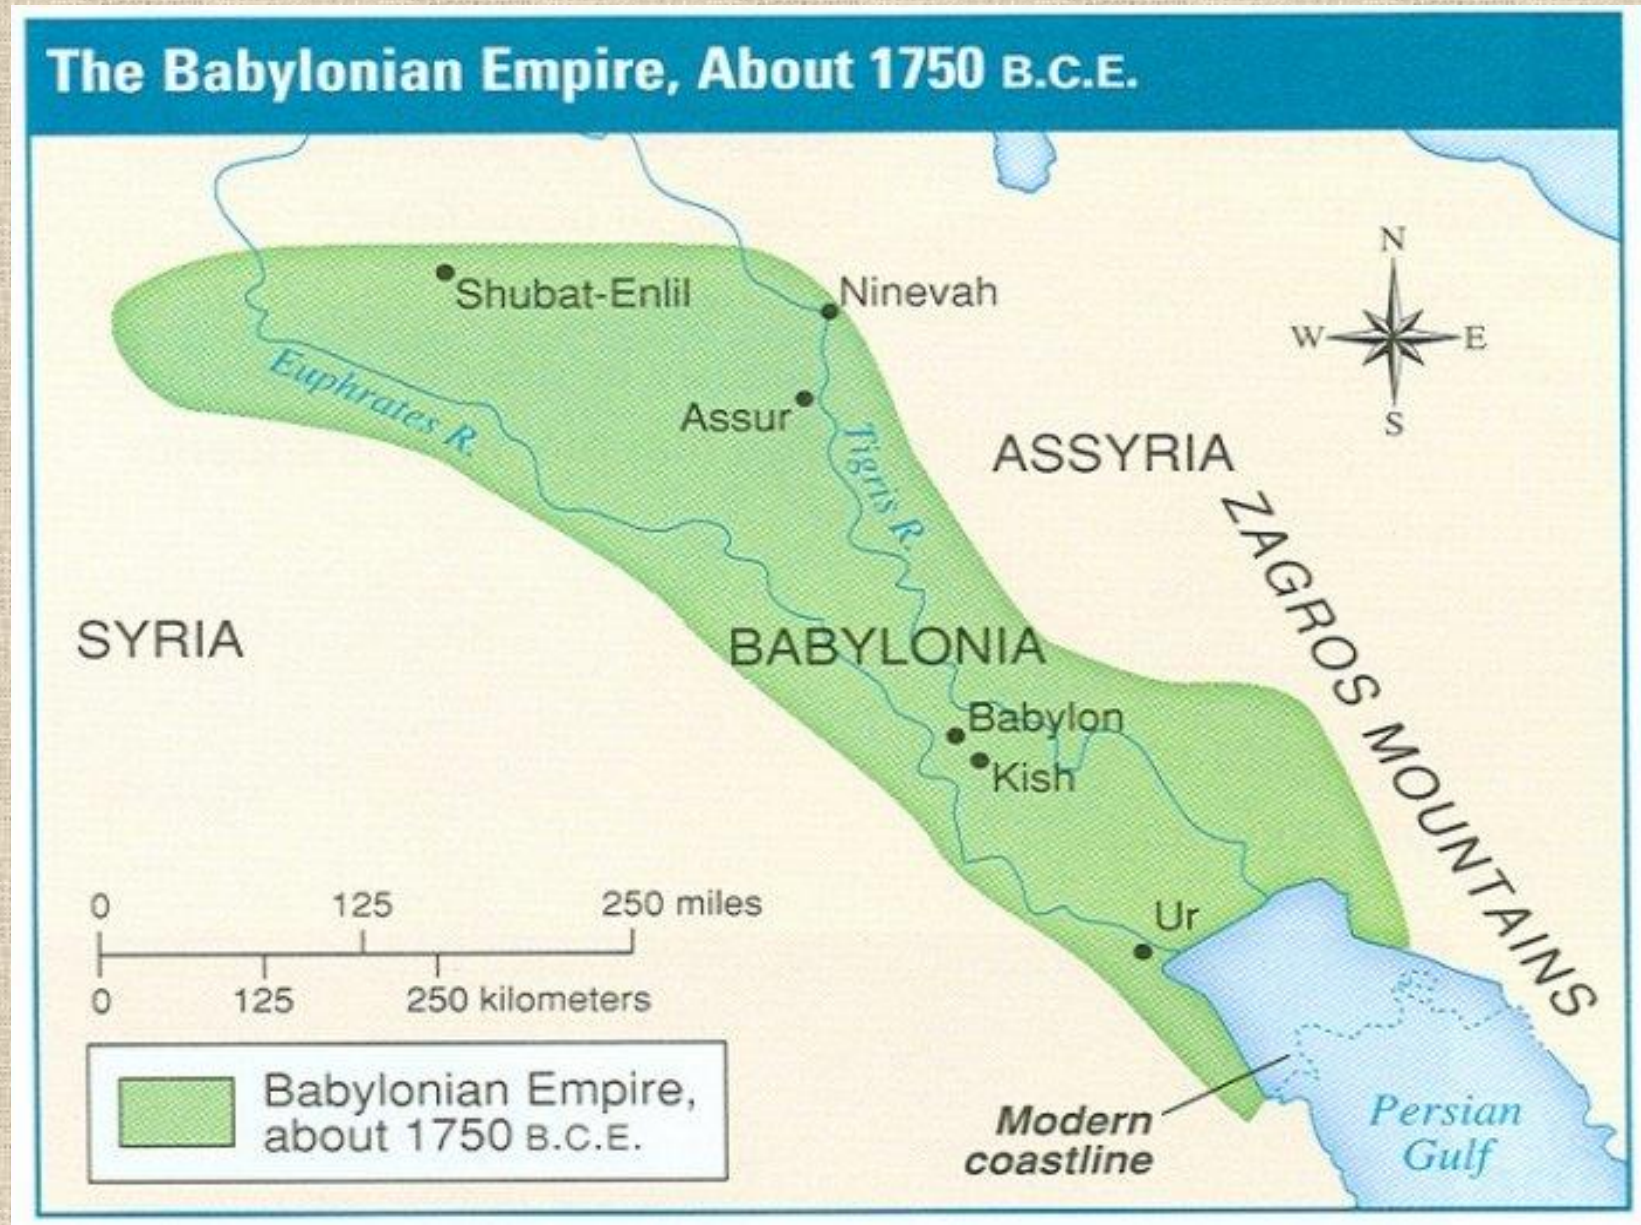 The Babylonian Empire, About 1750 B.C.E.
N
W E
S
Shubat-Enlil
Ninevah
Euphrates R.
Assur
Tigris R.
ASSYRIA
ZAGROS MOUNTAINS
SYRIA
BABYLONIA
Babylon
Kish
Ur
0 125 250 miles
0 125 250 kilometers
Babylonian Empire,
about 1750 B.C.E.
Modern
coastline
Persian
Gulf